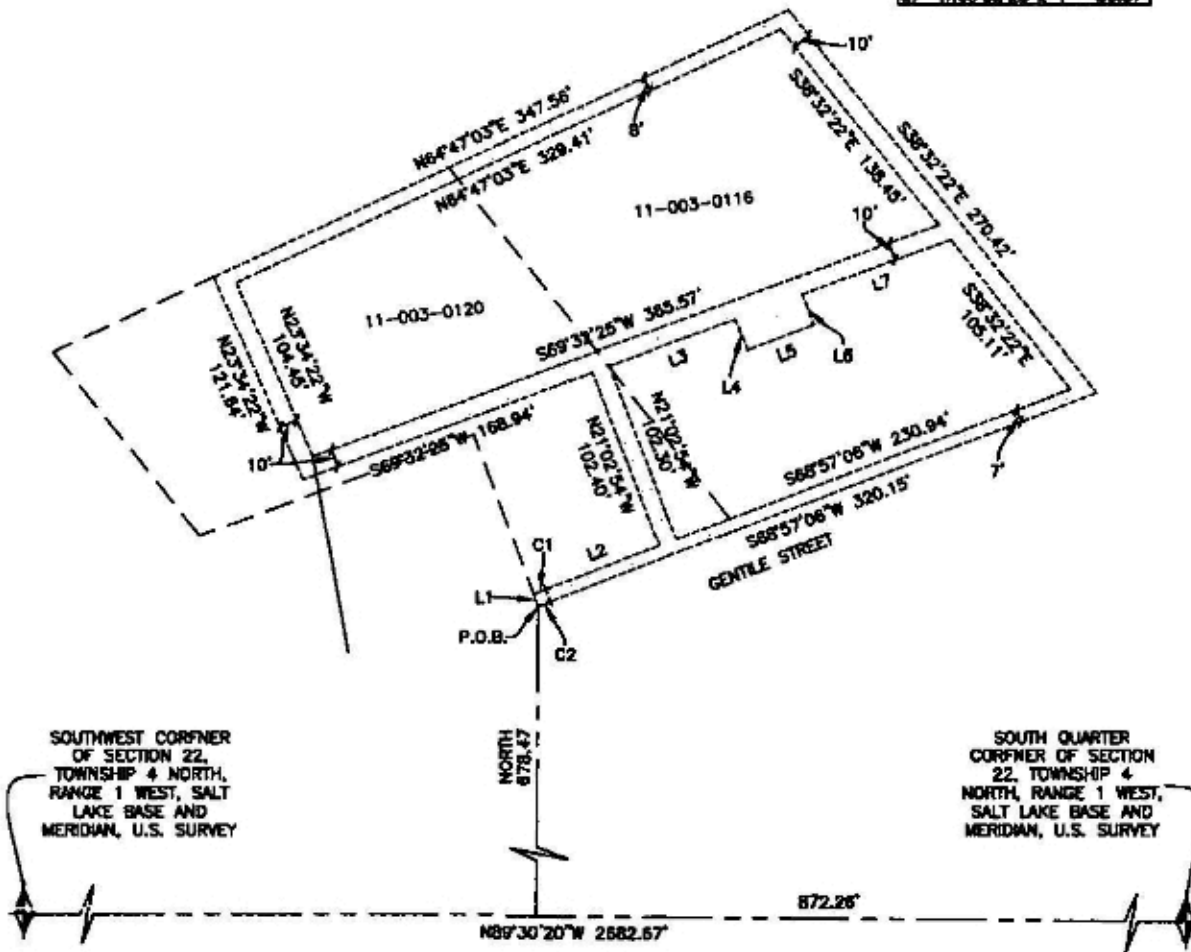 10'
N64°47'03"E 347.56'
8'
N64°47'03"E 329.41'
S38°32'22"E 138.45'
S38°32'22"E 270.42'
11-003-0116
10'
L7
11-003-0120
S69°33'25"W 365.57'
S38°32'22"E
105.11'
L3
L5
L6
L4
N23°34'22"W
104.46'
N23°34'22"W
121.84'
10'
S69°32'25"W 168.94'
N21°02'54"W
102.30'
N21°02'54"W
102.40'
S68°57'06"W 230.94'
7'
S68°57'06"W 320.15'
GENTILE STREET
C1
L2
L1
P.O.B.
C2
NORTH
678.47
SOUTHWEST CORFNER
OF SECTION 22,
TOWNSHIP 4 NORTH,
RANGE 1 WEST, SALT
LAKE BASE AND
MERIDIAN, U.S. SURVEY
SOUTH QUARTER
CORFNER OF SECTION
22, TOWNSHIP 4
NORTH, RANGE 1 WEST,
SALT LAKE BASE AND
MERIDIAN, U.S. SURVEY
872.26'
N89°30'20"W 2682.67'